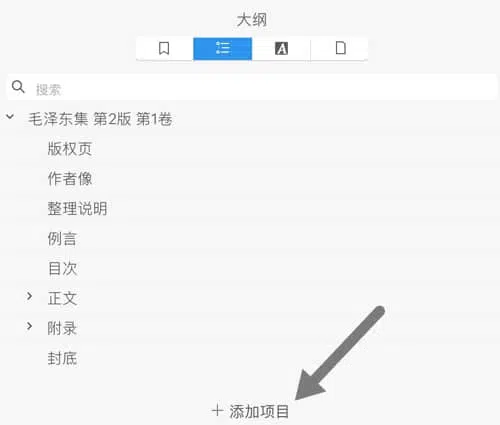 大纲
搜索
毛泽东集 第2版 第1卷
版权页
作者像
整理说明
例言
目次
正文
附录
封底
+ 添加项目